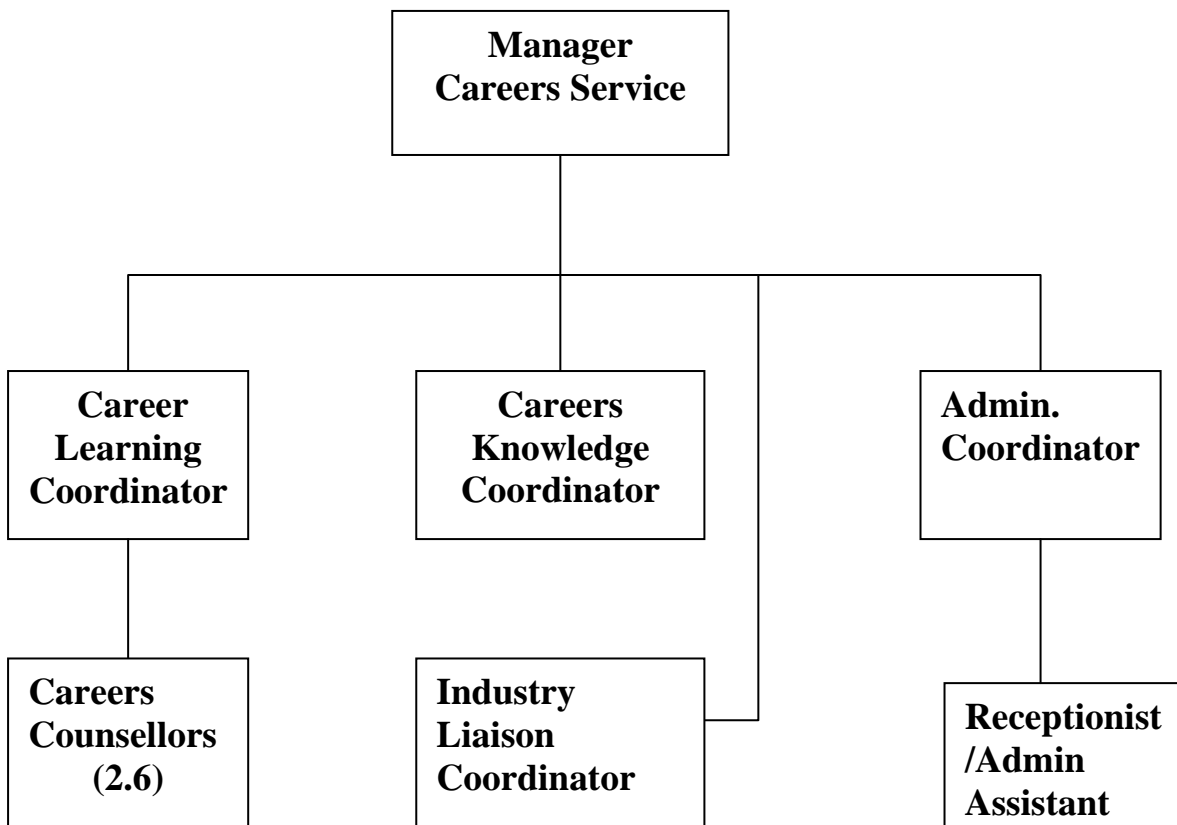 Manager
Careers Service
Career
Learning
Coordinator
Careers
Knowledge
Coordinator
Admin.
Coordinator
Careers
Counsellors
(2.6)
Industry
Liaison
Coordinator
Receptionist
/Admin
Assistant